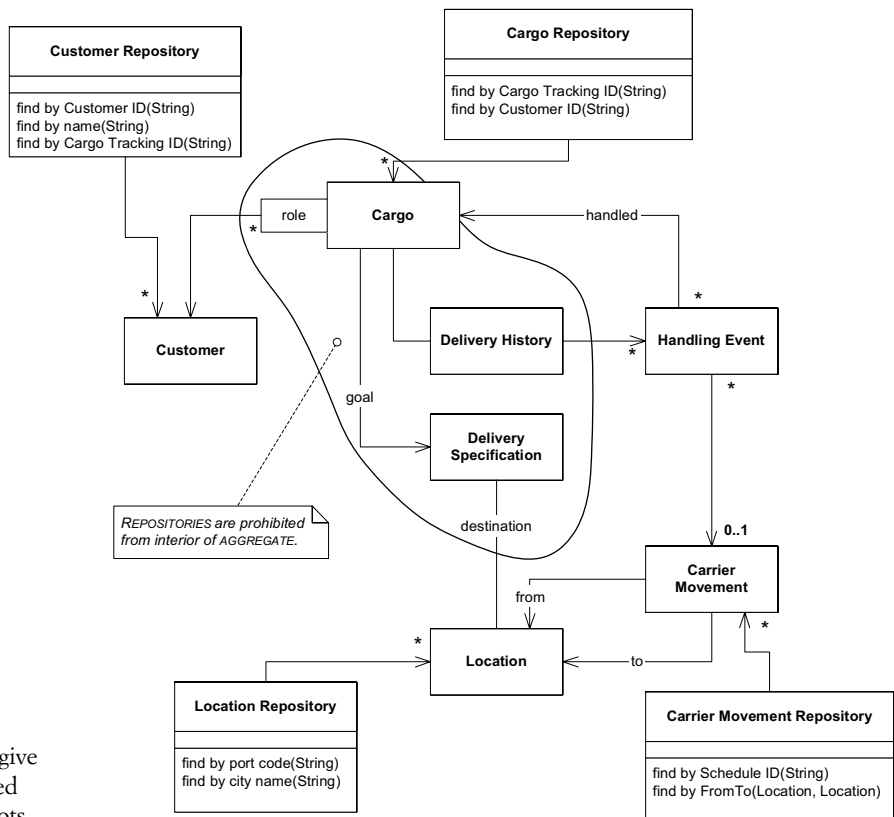 Customer Repository
find by Customer ID(String)
find by name(String)
find by Cargo Tracking ID(String)
Cargo Repository
find by Cargo Tracking ID(String)
find by Customer ID(String)
*
role
*
Cargo
handled
*
*
Customer
Delivery History
*
Handling Event
*
goal
Delivery
Specification
REPOSITORIES are prohibited
from interior of AGGREGATE.
destination
0..1
Carrier
Movement
from
*
*
Location
to
Location Repository
find by port code(String)
find by city name(String)
Carrier Movement Repository
find by Schedule ID(String)
find by FromTo(Location, Location)
give